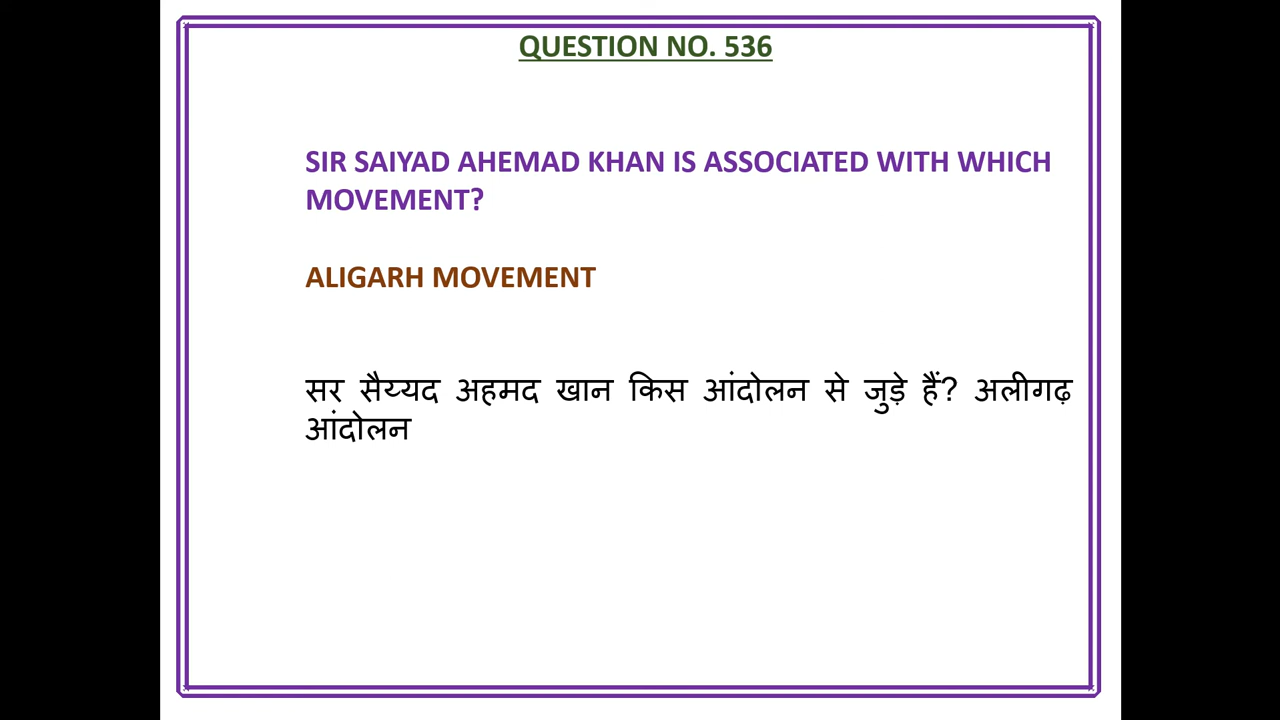 QUESTION NO. 536
SIR SAIYAD AHEMAD KHAN IS ASSOCIATED WITH WHICH
MOVEMENT?
ALIGARH MOVEMENT
सर सैय्यद अहमद खान किस आंदोलन से जुड़े हैं? अलीगढ़
आंदोलन